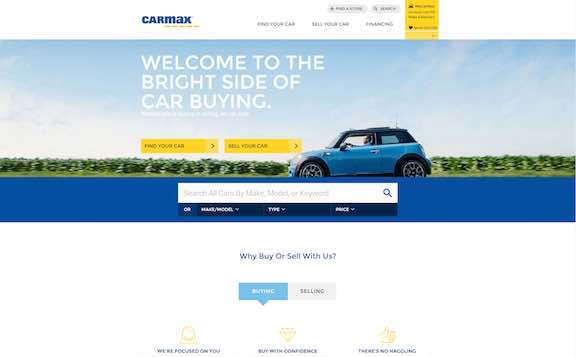 FIND A STORE
SEARCH
CARMAX
FIND YOUR CAR
SELL YOUR CAR
FINANCING
WELCOME TO THE
BRIGHT SIDE OF
CAR BUYING.
FIND YOUR CAR
SELL YOUR CAR
Search All Cars By Make, Model, or Keyword
OR
MAKE/MODEL
TYPE
PRICE
Why Buy Or Sell With Us?
BUYING
SELLING
WE'RE FOCUSED ON YOU
BUY WITH CONFIDENCE
THERE'S NO HAGGLING